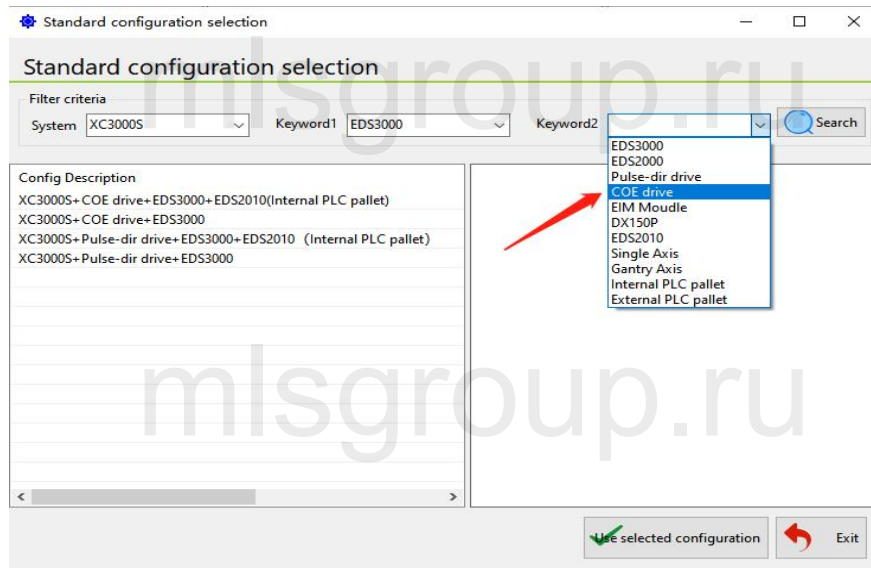 Standard configuration selection
Standard configuration selection
Filter criteria
System XC3000S Keyword1 EDS3000 Keyword2 Search
EDS3000
EDS2000
Pulse-dir drive
COE drive
EIM Moudle
DX150P
EDS2010
Single Axis
Gantry Axis
Internal PLC pallet
External PLC pallet
Config Description
XC3000S+COE drive+EDS3000+EDS2010(Internal PLC pallet)
XC3000S+COE drive+EDS3000
XC3000S+Pulse-dir drive+EDS3000+EDS2010 (Internal PLC pallet)
XC3000S+Pulse-dir drive+EDS3000
Use selected configuration Exit
mlsgroup.ru
mlsgroup.ru